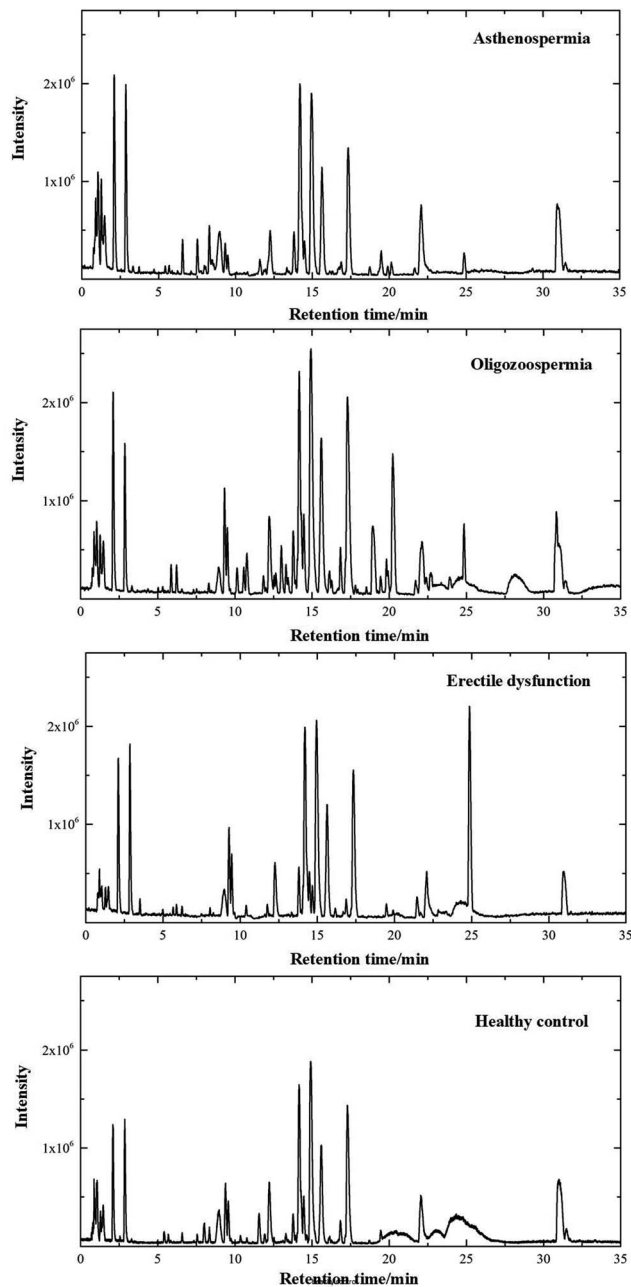 Asthenospermia
2x10⁶
Intensity
1x10⁶
0 5 10 15 20 25 30 35
Retention time/min
Oligozoospermia
2x10⁶
Intensity
1x10⁶
0 5 10 15 20 25 30 35
Retention time/min
Erectile dysfunction
2x10⁶
Intensity
1x10⁶
0 5 10 15 20 25 30 35
Retention time/min
Healthy control
2x10⁶
Intensity
1x10⁶
0 5 10 15 20 25 30 35
Retention time/min